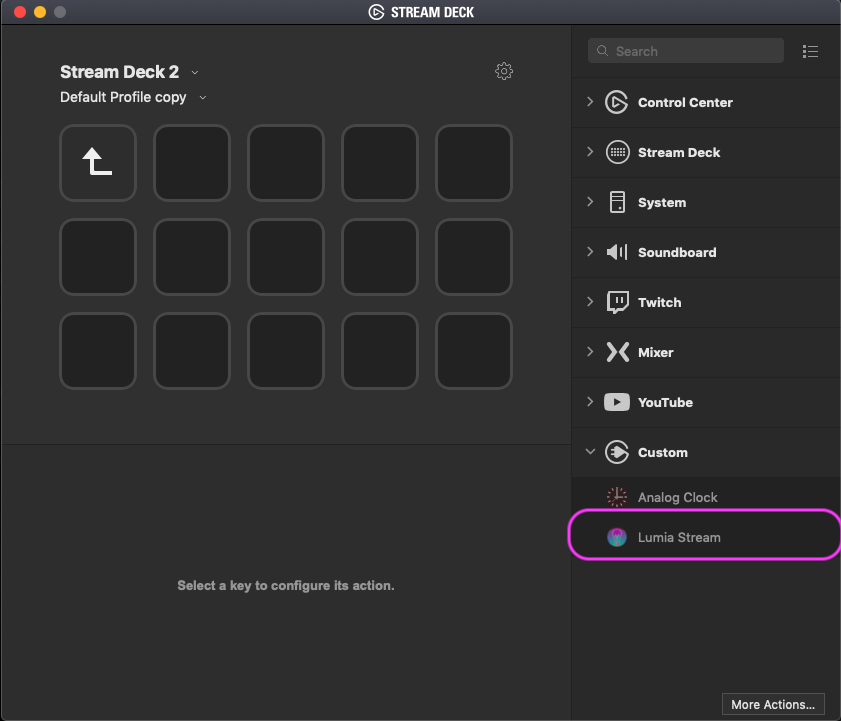 STREAM DECK
Stream Deck 2
Default Profile copy
Select a key to configure its action.
Search
Control Center
Stream Deck
System
Soundboard
Twitch
Mixer
YouTube
Custom
Analog Clock
Lumia Stream
More Actions...